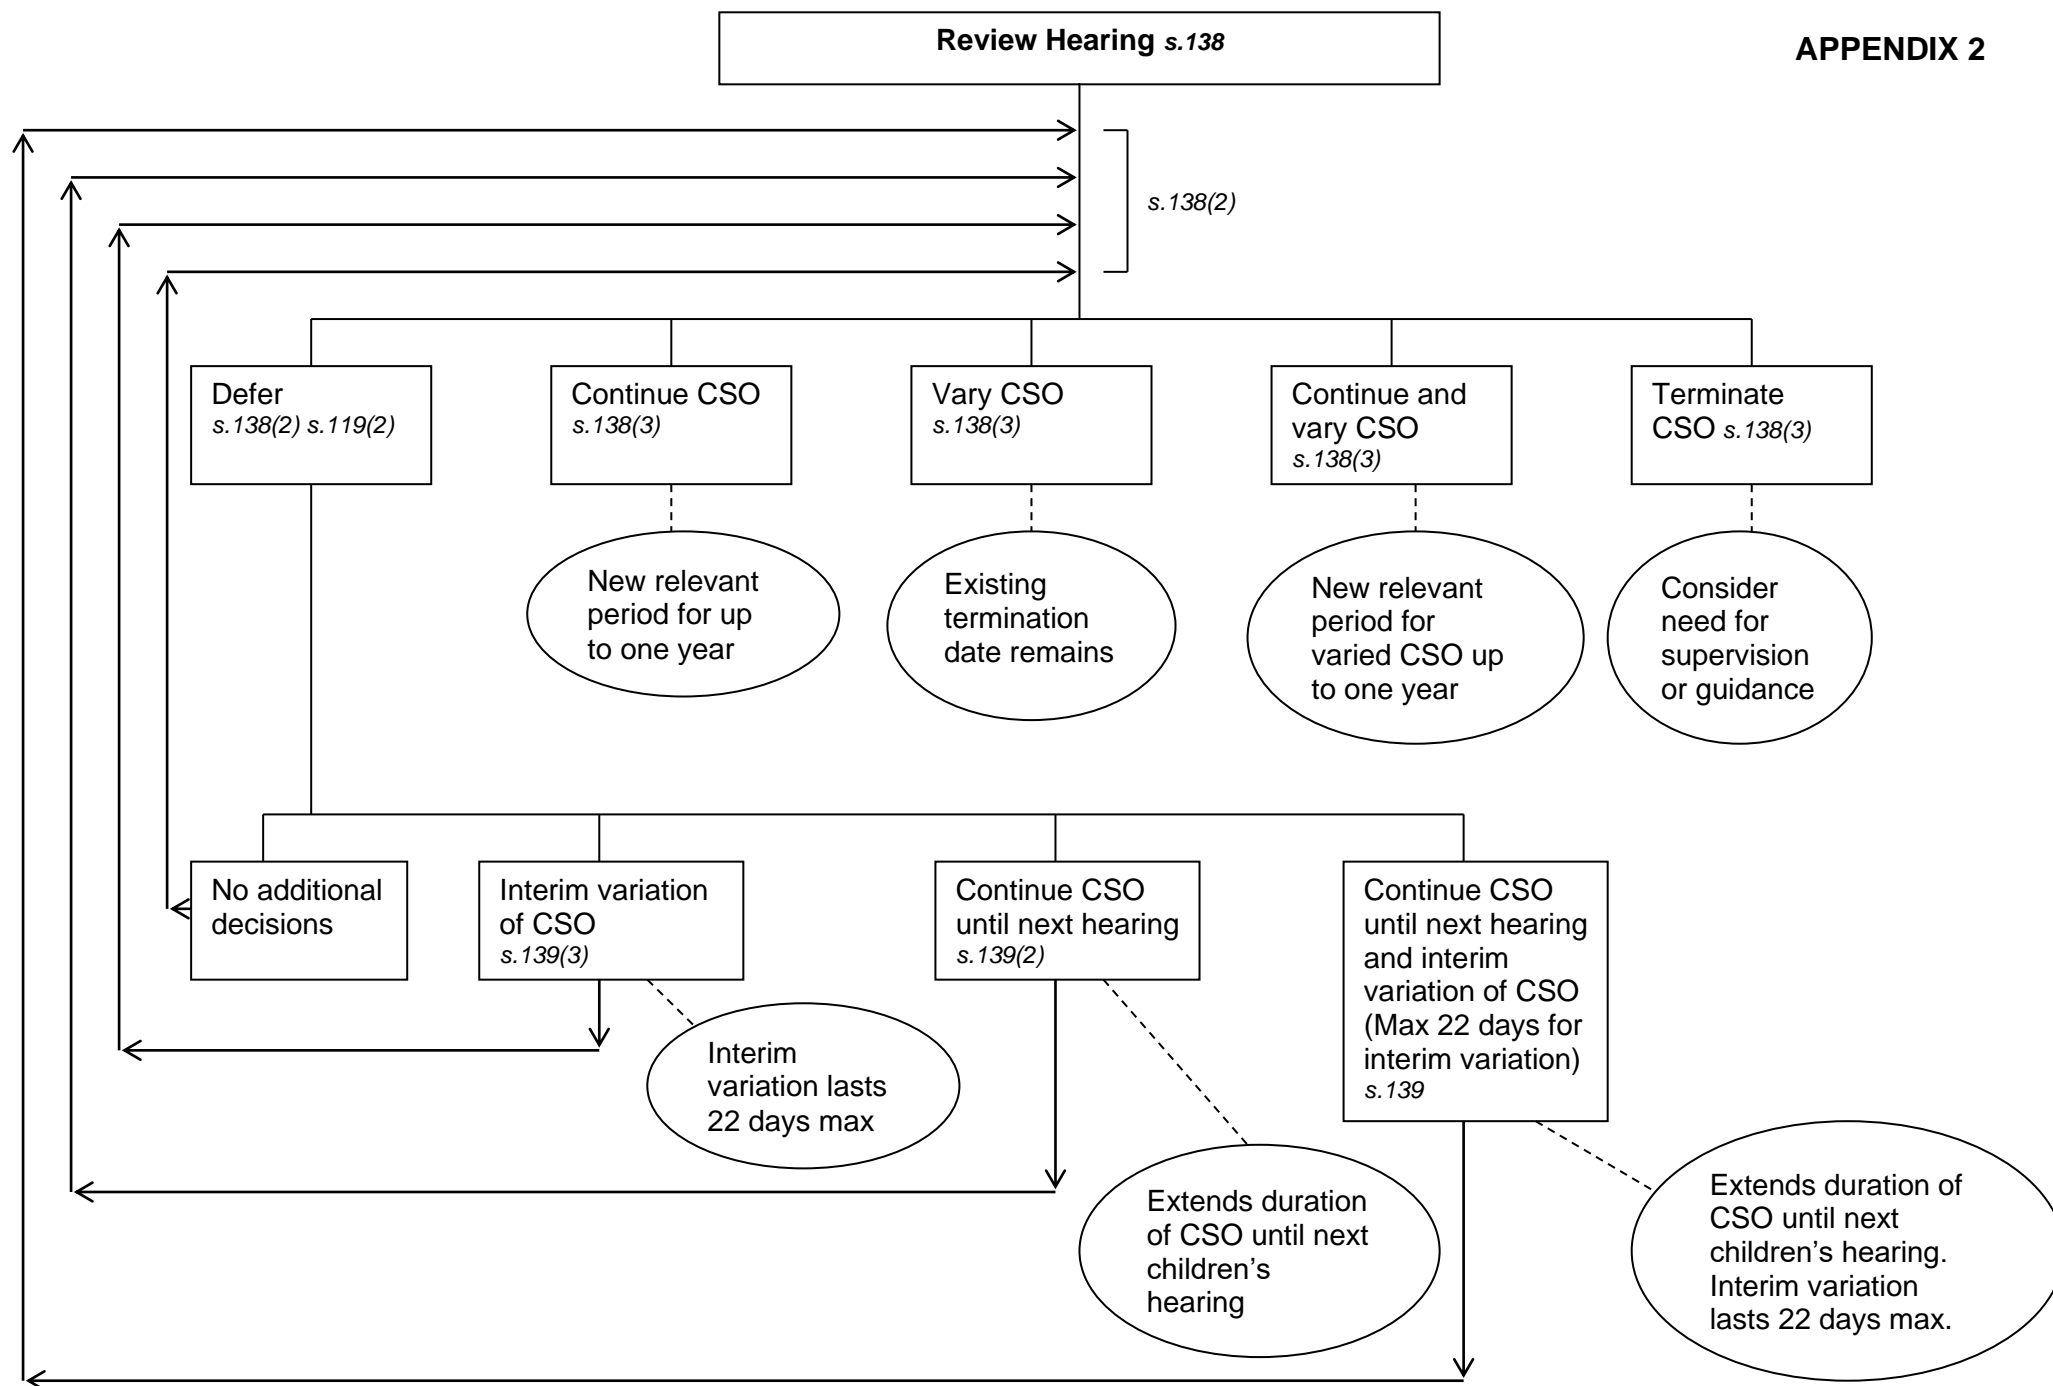 Review Hearing s.138
APPENDIX 2
s.138(2)
Defer
s.138(2) s.119(2)
Continue CSO
s.138(3)
Vary CSO
s.138(3)
Continue and
vary CSO
s.138(3)
Terminate
CSO s.138(3)
New relevant
period for up
to one year
Existing
termination
date remains
New relevant
period for
varied CSO up
to one year
Consider
need for
supervision
or guidance
No additional
decisions
Interim variation
of CSO
s.139(3)
Continue CSO
until next hearing
s.139(2)
Continue CSO
until next hearing
and interim
variation of CSO
(Max 22 days for
interim variation)
s.139
Interim
variation lasts
22 days max
Extends duration
of CSO until next
children’s
hearing
Extends duration of
CSO until next
children’s hearing.
Interim variation
lasts 22 days max.